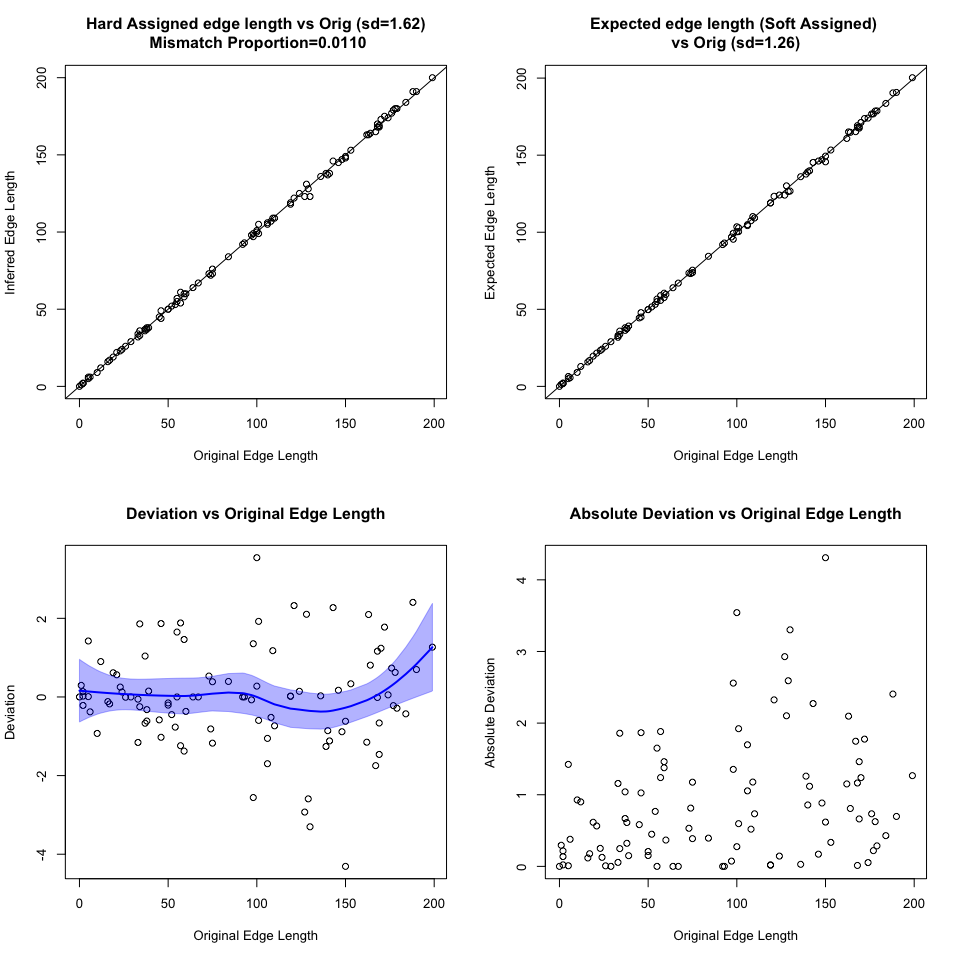 Hard Assigned edge length vs Orig (sd=1.62)
Mismatch Proportion=0.0110
Inferred Edge Length
200
150
100
50
0
0 50 100 150 200
Original Edge Length
Expected edge length (Soft Assigned)
vs Orig (sd=1.26)
Expected Edge Length
200
150
100
50
0
0 50 100 150 200
Original Edge Length
Deviation vs Original Edge Length
Deviation
2
0
-2
-4
0 50 100 150 200
Original Edge Length
Absolute Deviation vs Original Edge Length
Absolute Deviation
4
3
2
1
0
0 50 100 150 200
Original Edge Length